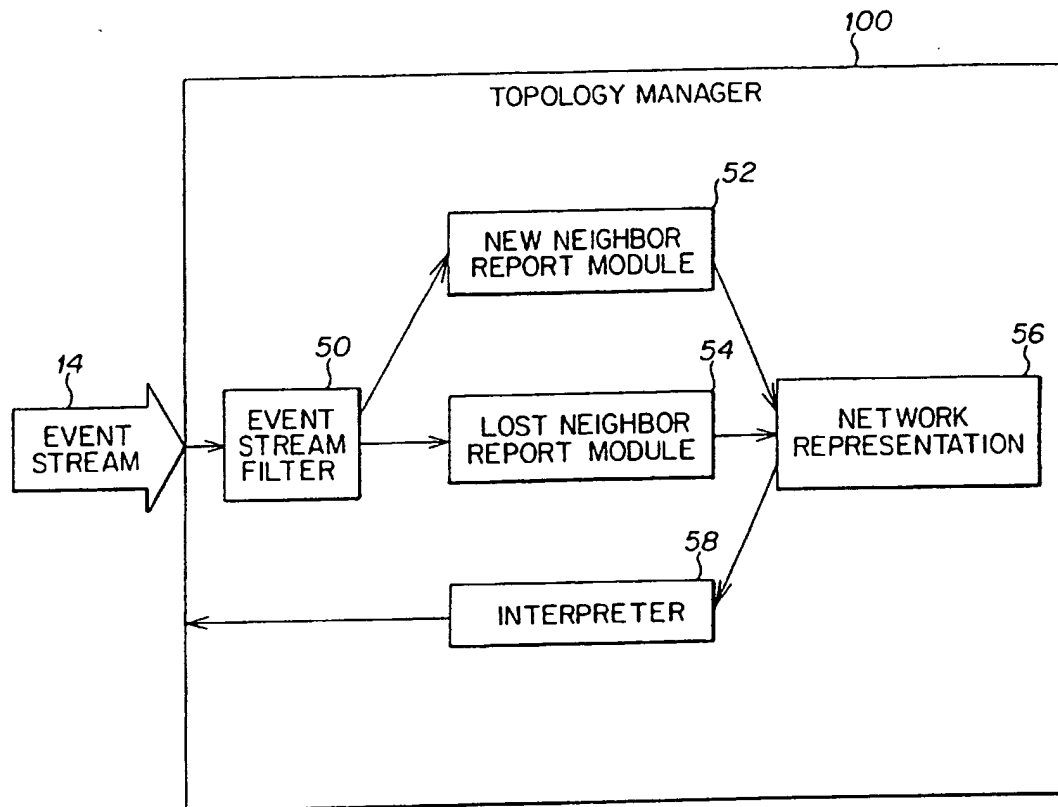 100
TOPOLOGY MANAGER
52
NEW NEIGHBOR
REPORT MODULE
14
EVENT
STREAM
50
EVENT
STREAM
FILTER
54
LOST NEIGHBOR
REPORT MODULE
56
NETWORK
REPRESENTATION
58
INTERPRETER